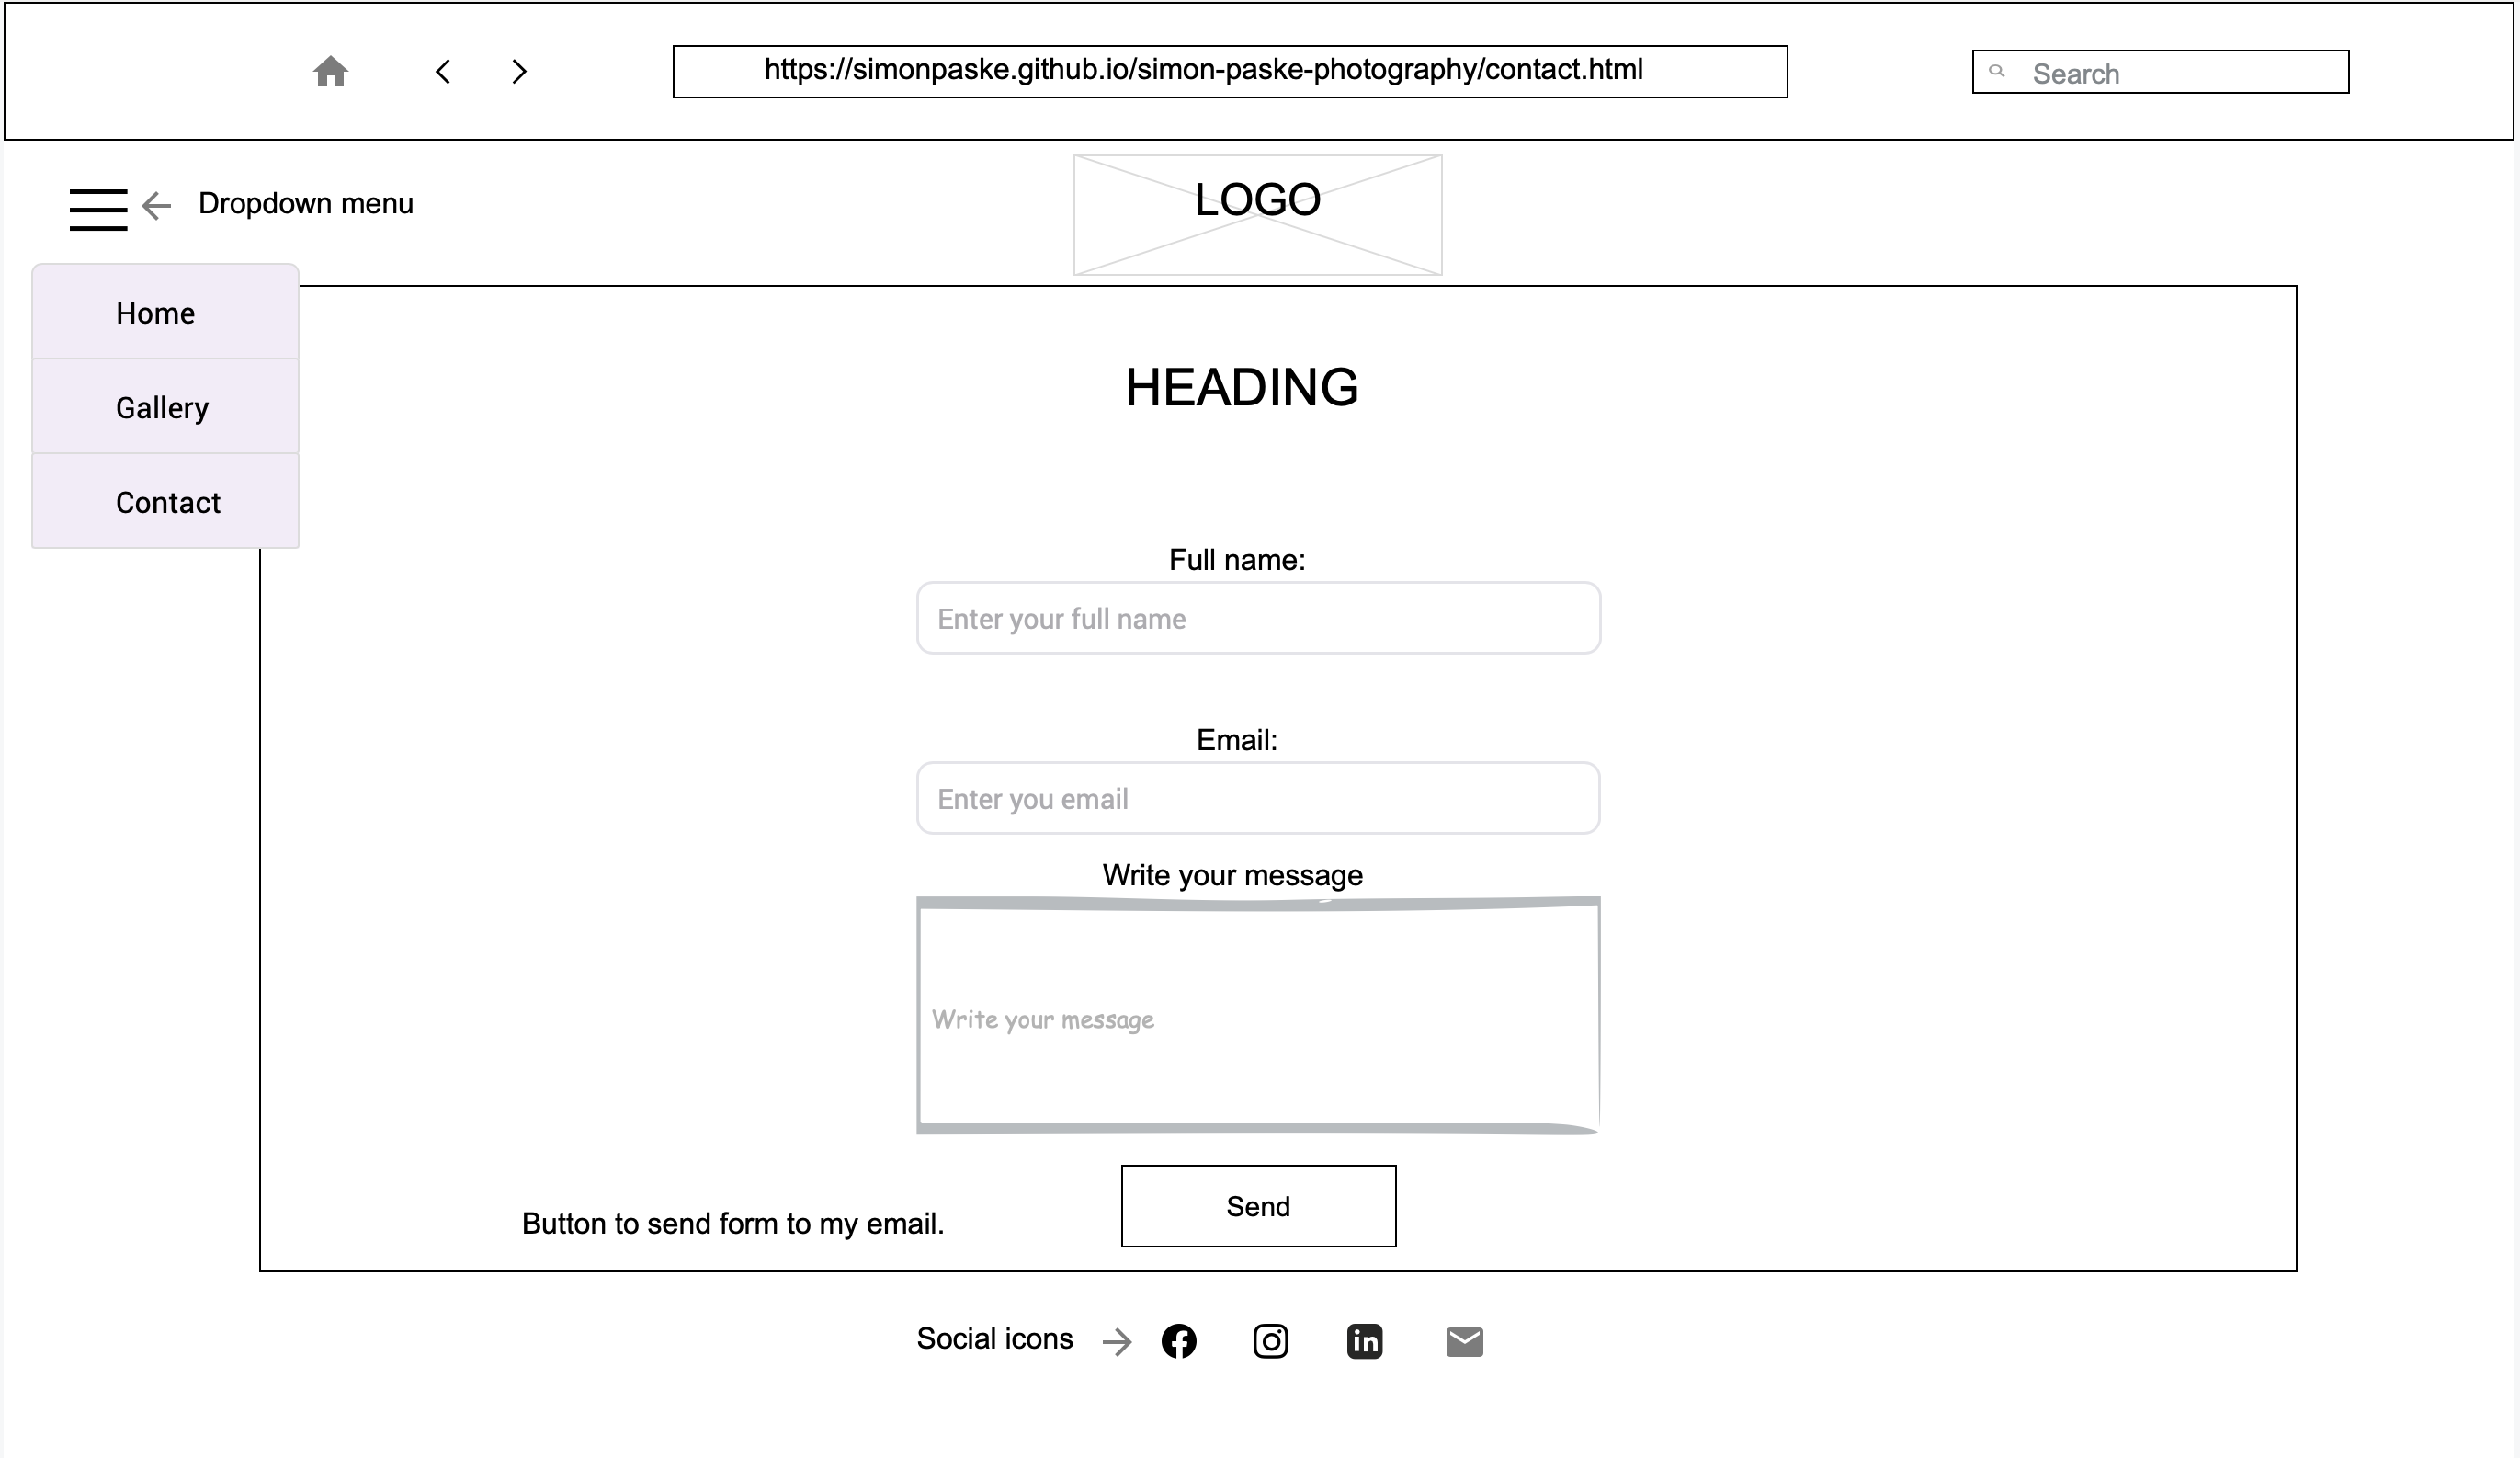 https://simonpaske.github.io/simon-paske-photography/contact.html
Search
Dropdown menu
LOGO
Home
Gallery
Contact
HEADING
Full name:
Enter your full name
Email:
Enter you email
Write your message
Write your message
Send
Button to send form to my email.
Social icons